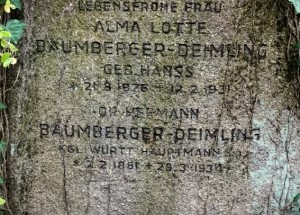 LEBENSFROHE FRAU
ALMA LOTTE
BAUMBERGER-DEIMLING
GEB. HANSS
DR. HERMANN
BAUMBERGER-DEIMLING
KGL. WÜRTT. HAUPTMANN